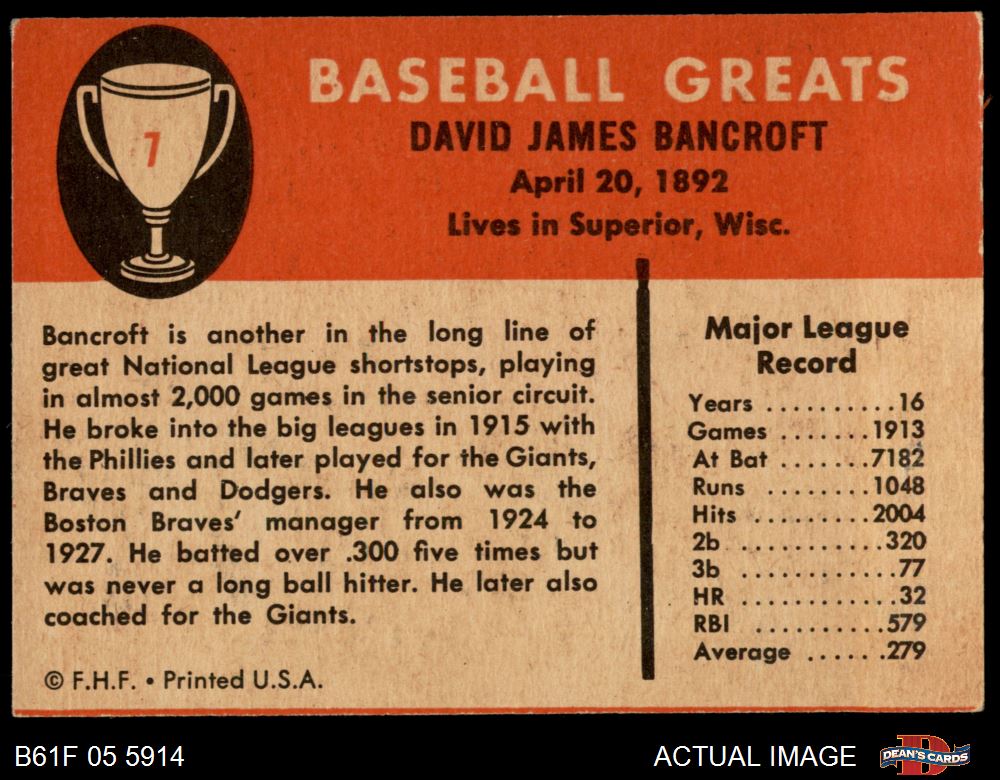 7
BASEBALL GREATS
DAVID JAMES BANCROFT
April 20, 1892
Lives in Superior, Wisc.
Bancroft is another in the long line of
great National League shortstops, playing
in almost 2,000 games in the senior circuit.
He broke into the big leagues in 1915 with
the Phillies and later played for the Giants,
Braves and Dodgers. He also was the
Boston Braves' manager from 1924 to
1927. He batted over .300 five times but
was never a long ball hitter. He later also
coached for the Giants.
© F.H.F. • Printed U.S.A.
Major League
Record
Years ..........16
Games .......1913
At Bat .......7182
Runs ........1048
Hits .........2004
2b ...........320
3b ............77
HR ............32
RBI ..........579
Average ......279
B61F 05 5914
ACTUAL IMAGE
DEAN'S CARDS